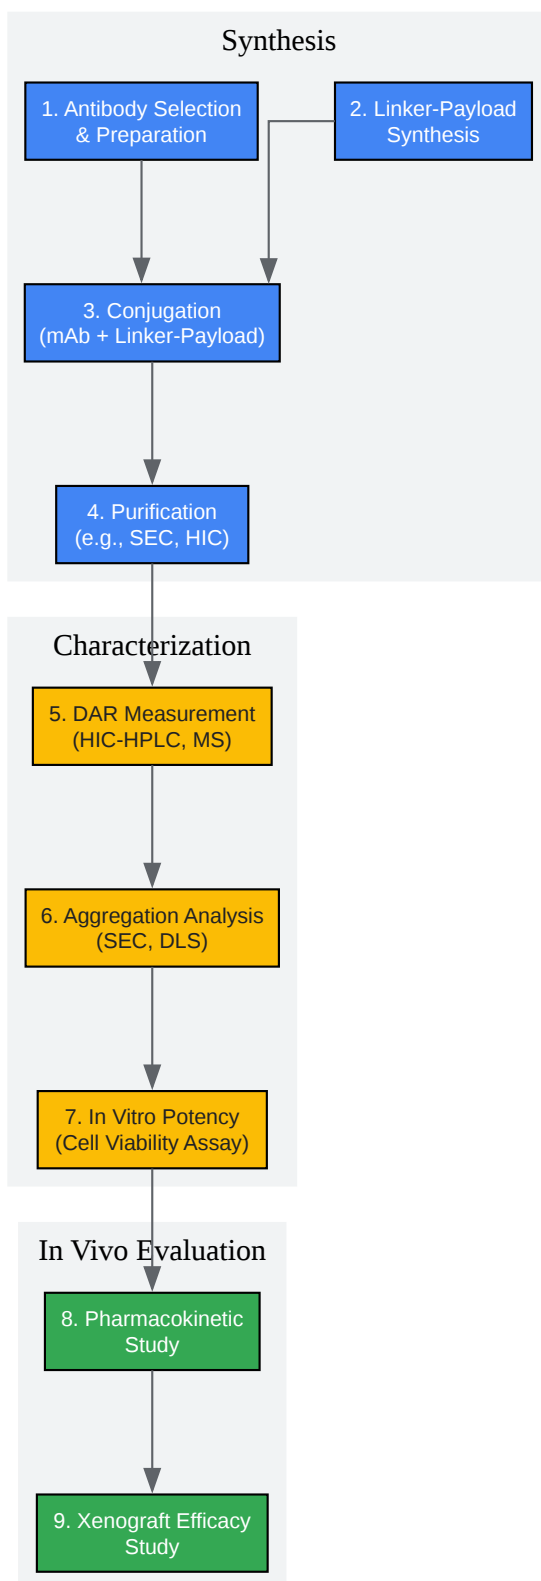 Synthesis
1. Antibody Selection
& Preparation
2. Linker-Payload
Synthesis
3. Conjugation
(mAb + Linker-Payload)
4. Purification
(e.g., SEC, HIC)
Characterization
5. DAR Measurement
(HIC-HPLC, MS)
6. Aggregation Analysis
(SEC, DLS)
7. In Vitro Potency
(Cell Viability Assay)
In Vivo Evaluation
8. Pharmacokinetic
Study
9. Xenograft Efficacy
Study